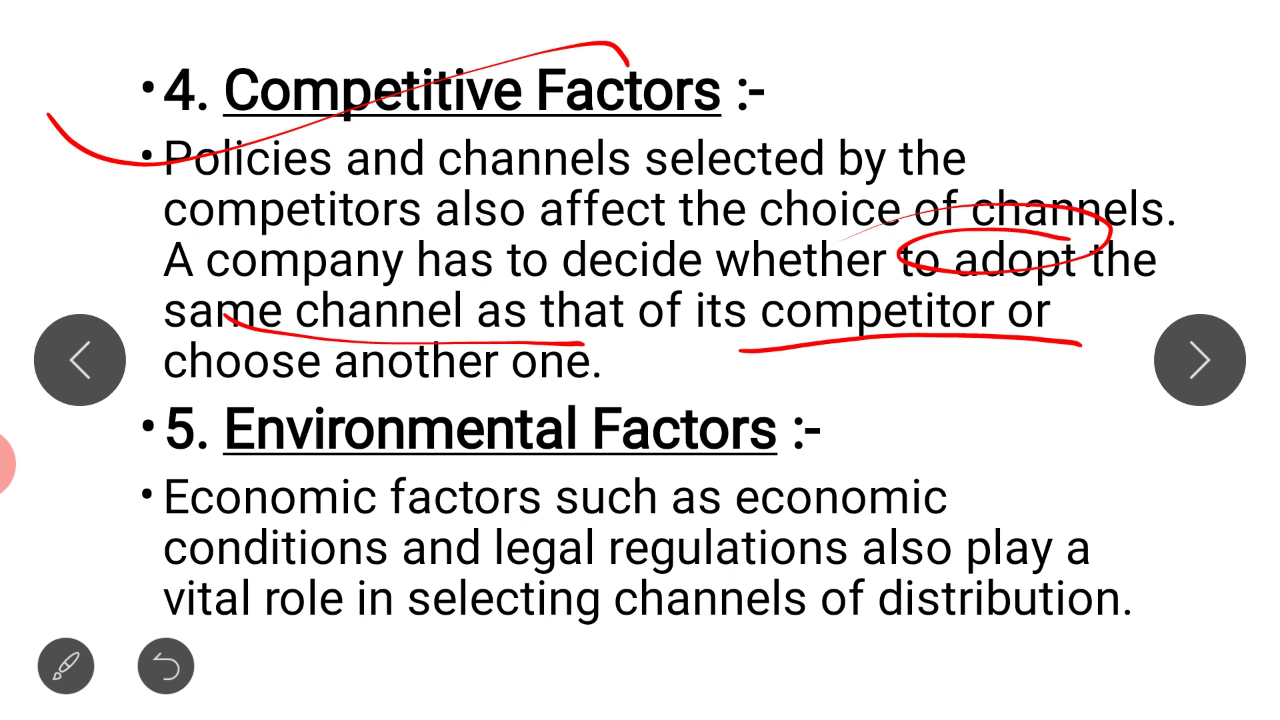 • 4. Competitive Factors :-
• Policies and channels selected by the
competitors also affect the choice of channels.
A company has to decide whether to adopt the
same channel as that of its competitor or
choose another one.
• 5. Environmental Factors :-
• Economic factors such as economic
conditions and legal regulations also play a
vital role in selecting channels of distribution.